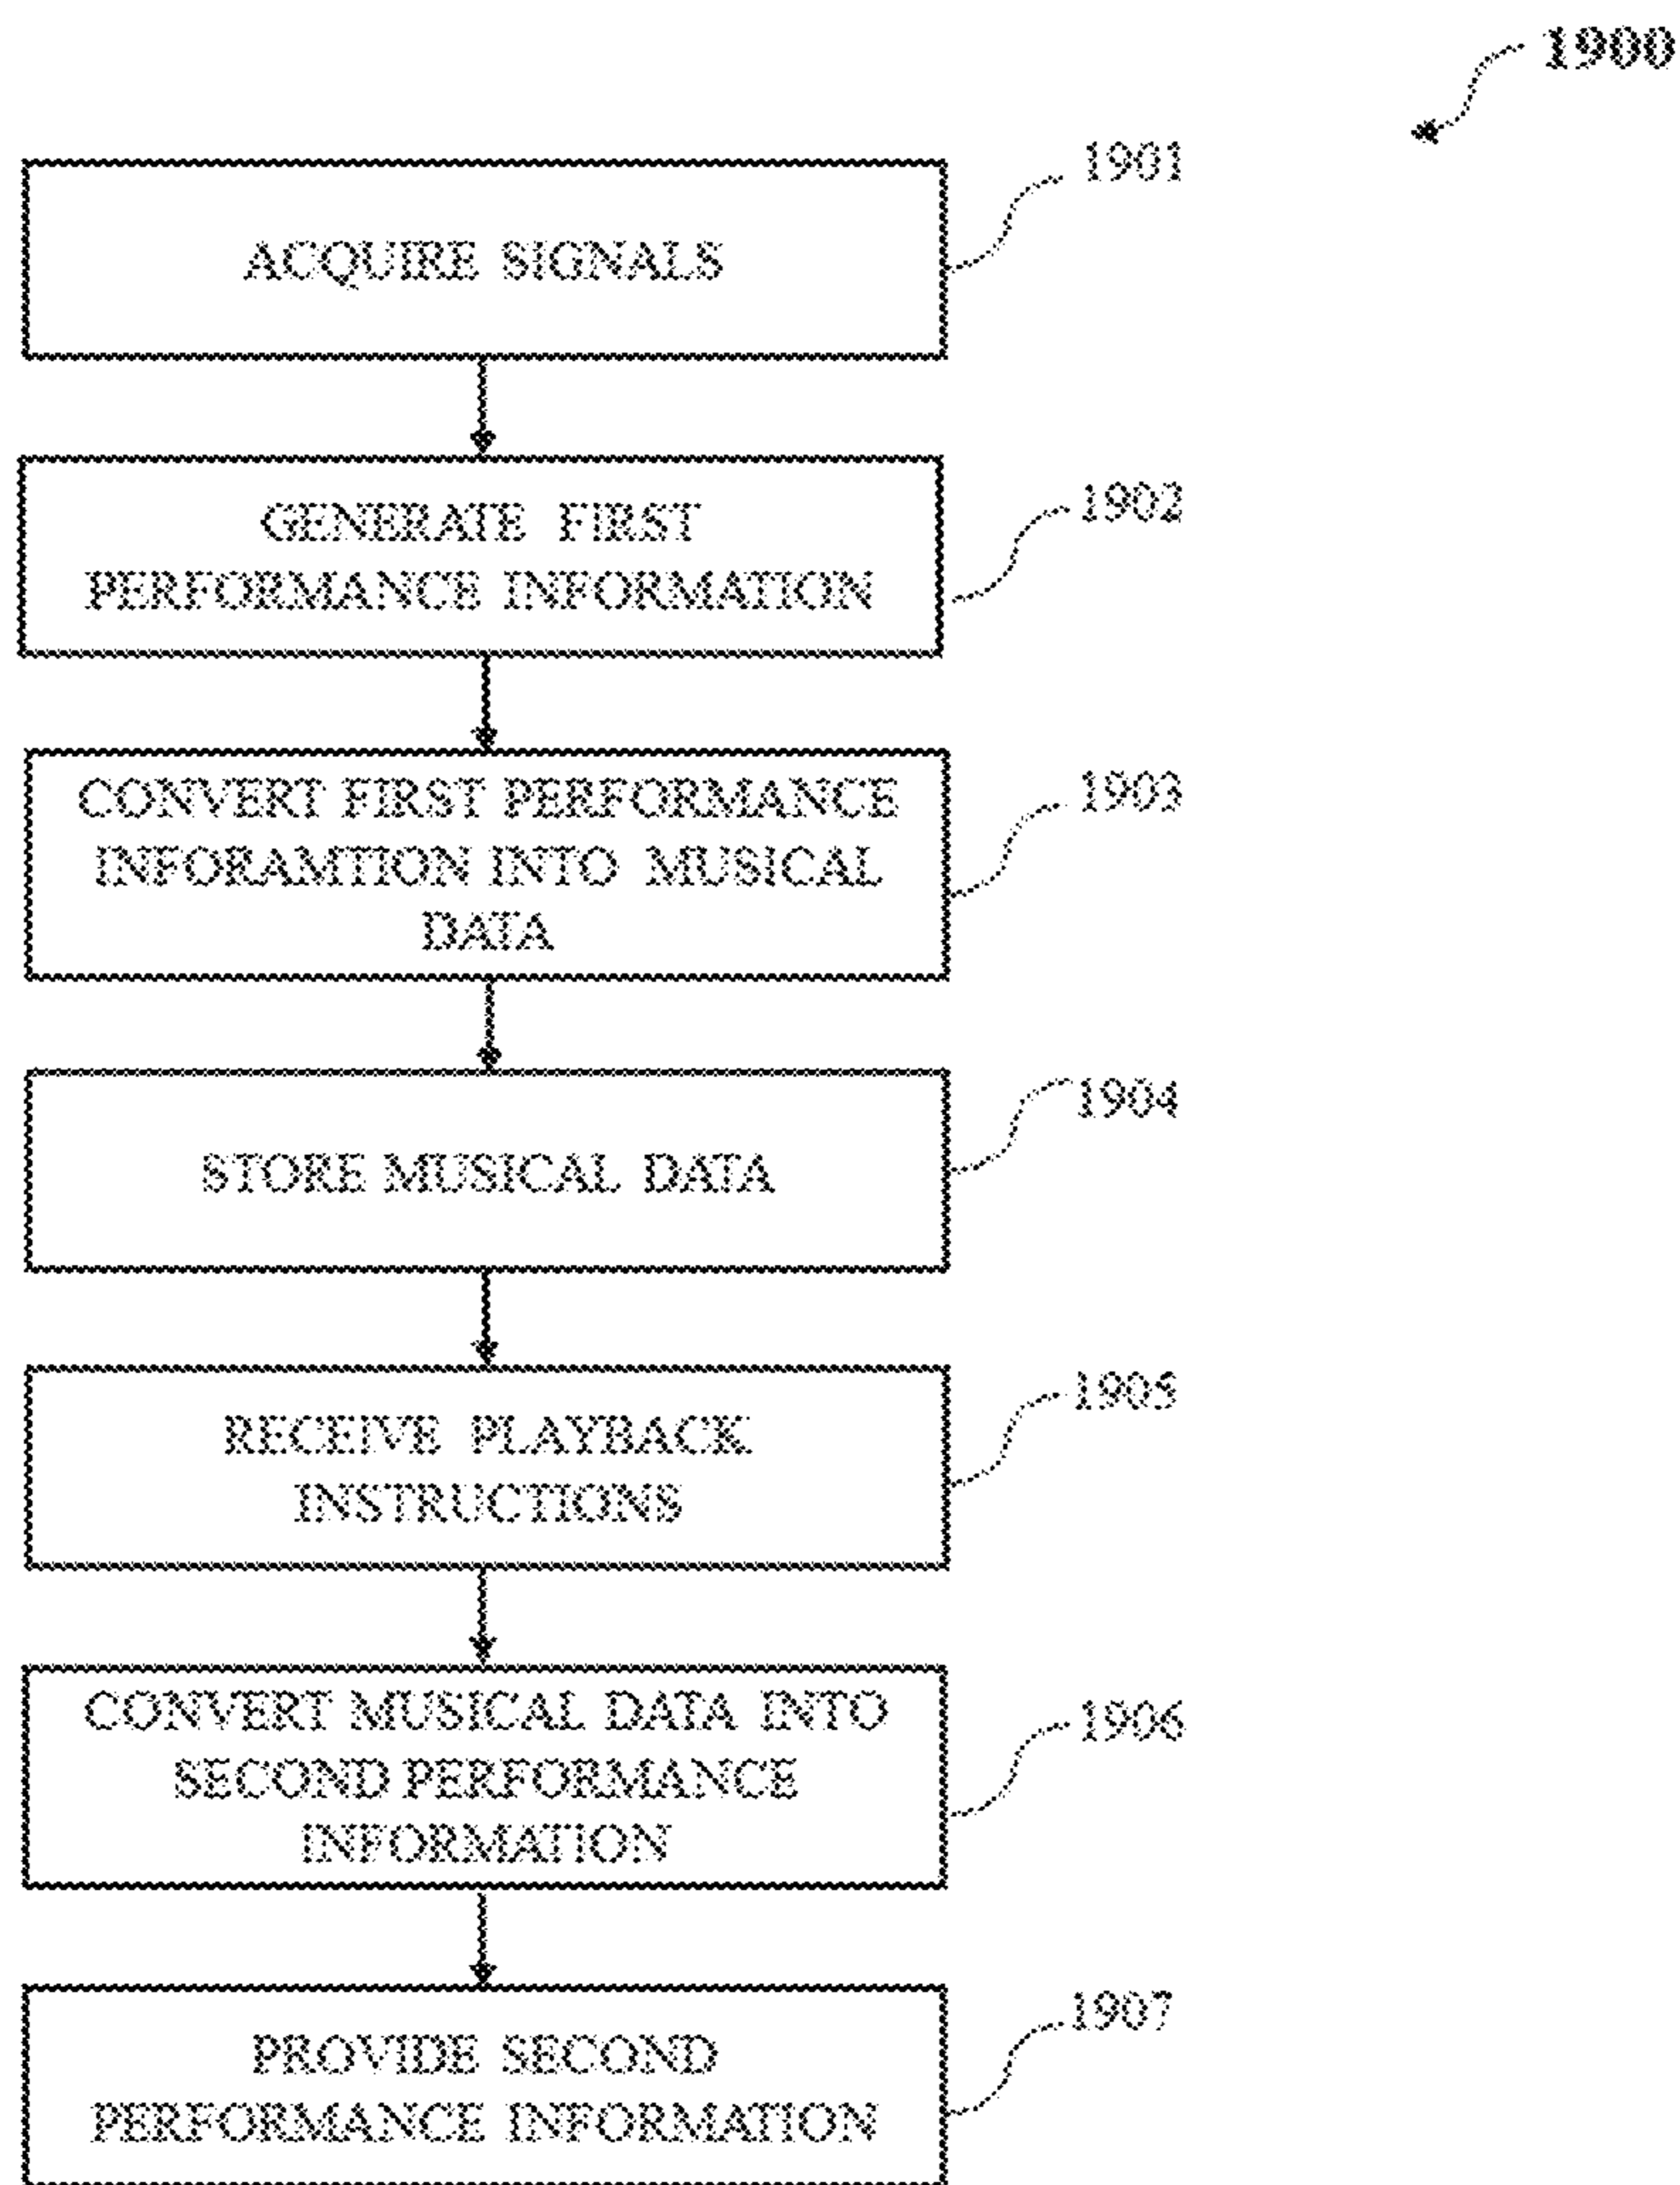 1900
1901
ACQUIRE SIGNALS
1902
GENERATE FIRST
PERFORMANCE INFORMATION
1903
CONVERT FIRST PERFORMANCE
INFORAMTION INTO MUSICAL
DATA
1904
STORE MUSICAL DATA
1905
RECEIVE PLAYBACK
INSTRUCTIONS
1906
CONVERT MUSICAL DATA INTO
SECOND PERFORMANCE
INFORMATION
1907
PROVIDE SECOND
PERFORMANCE INFORMATION